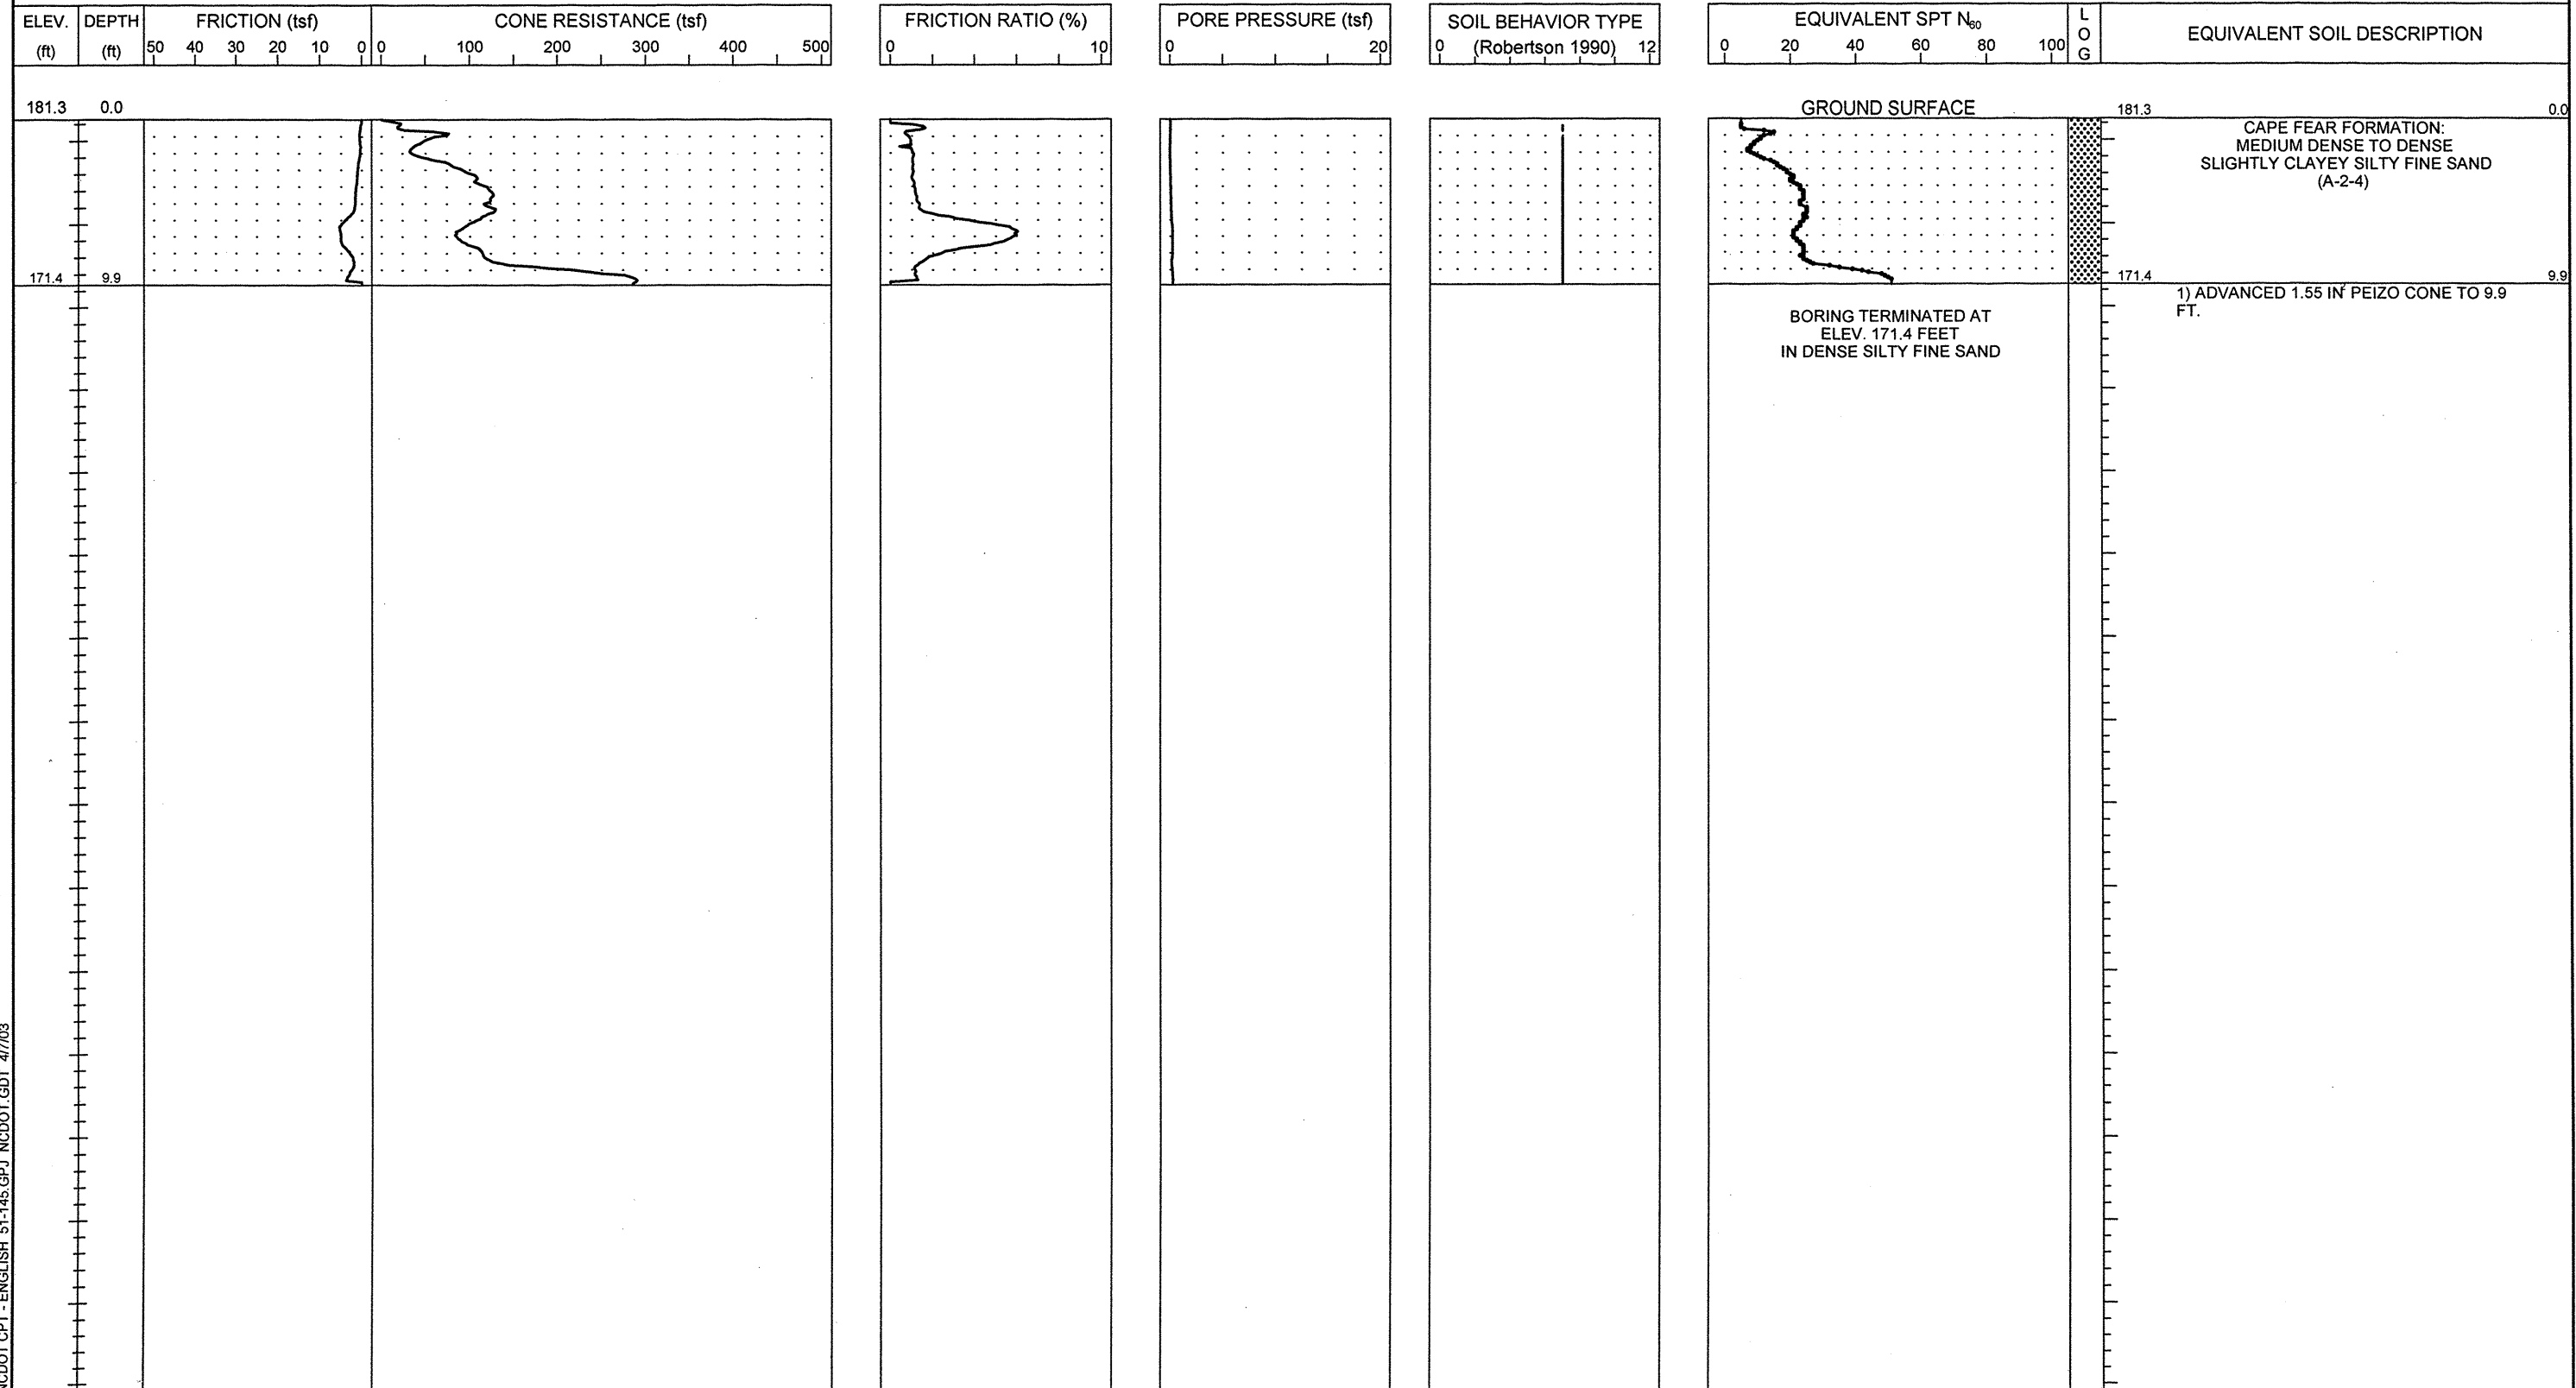 ELEV. DEPTH FRICTION (tsf) CONE RESISTANCE (tsf) FRICTION RATIO (%) PORE PRESSURE (tsf) SOIL BEHAVIOR TYPE EQUIVALENT SPT N60 LOG EQUIVALENT SOIL DESCRIPTION
(ft) (ft) 50 40 30 20 10 0 0 100 200 300 400 500 0 10 0 20 0 (Robertson 1990) 12 0 20 40 60 80 100
181.3 0.0 GROUND SURFACE 181.3 0.0
CAPE FEAR FORMATION:
MEDIUM DENSE TO DENSE
SLIGHTLY CLAYEY SILTY FINE SAND
(A-2-4)
171.4 9.9 171.4 9.9
1) ADVANCED 1.55 IN PEIZO CONE TO 9.9
FT.
BORING TERMINATED AT
ELEV. 171.4 FEET
IN DENSE SILTY FINE SAND
NCDOT CPT - ENGLISH 51-145.GPJ NCDOT.GDT 4/7/03